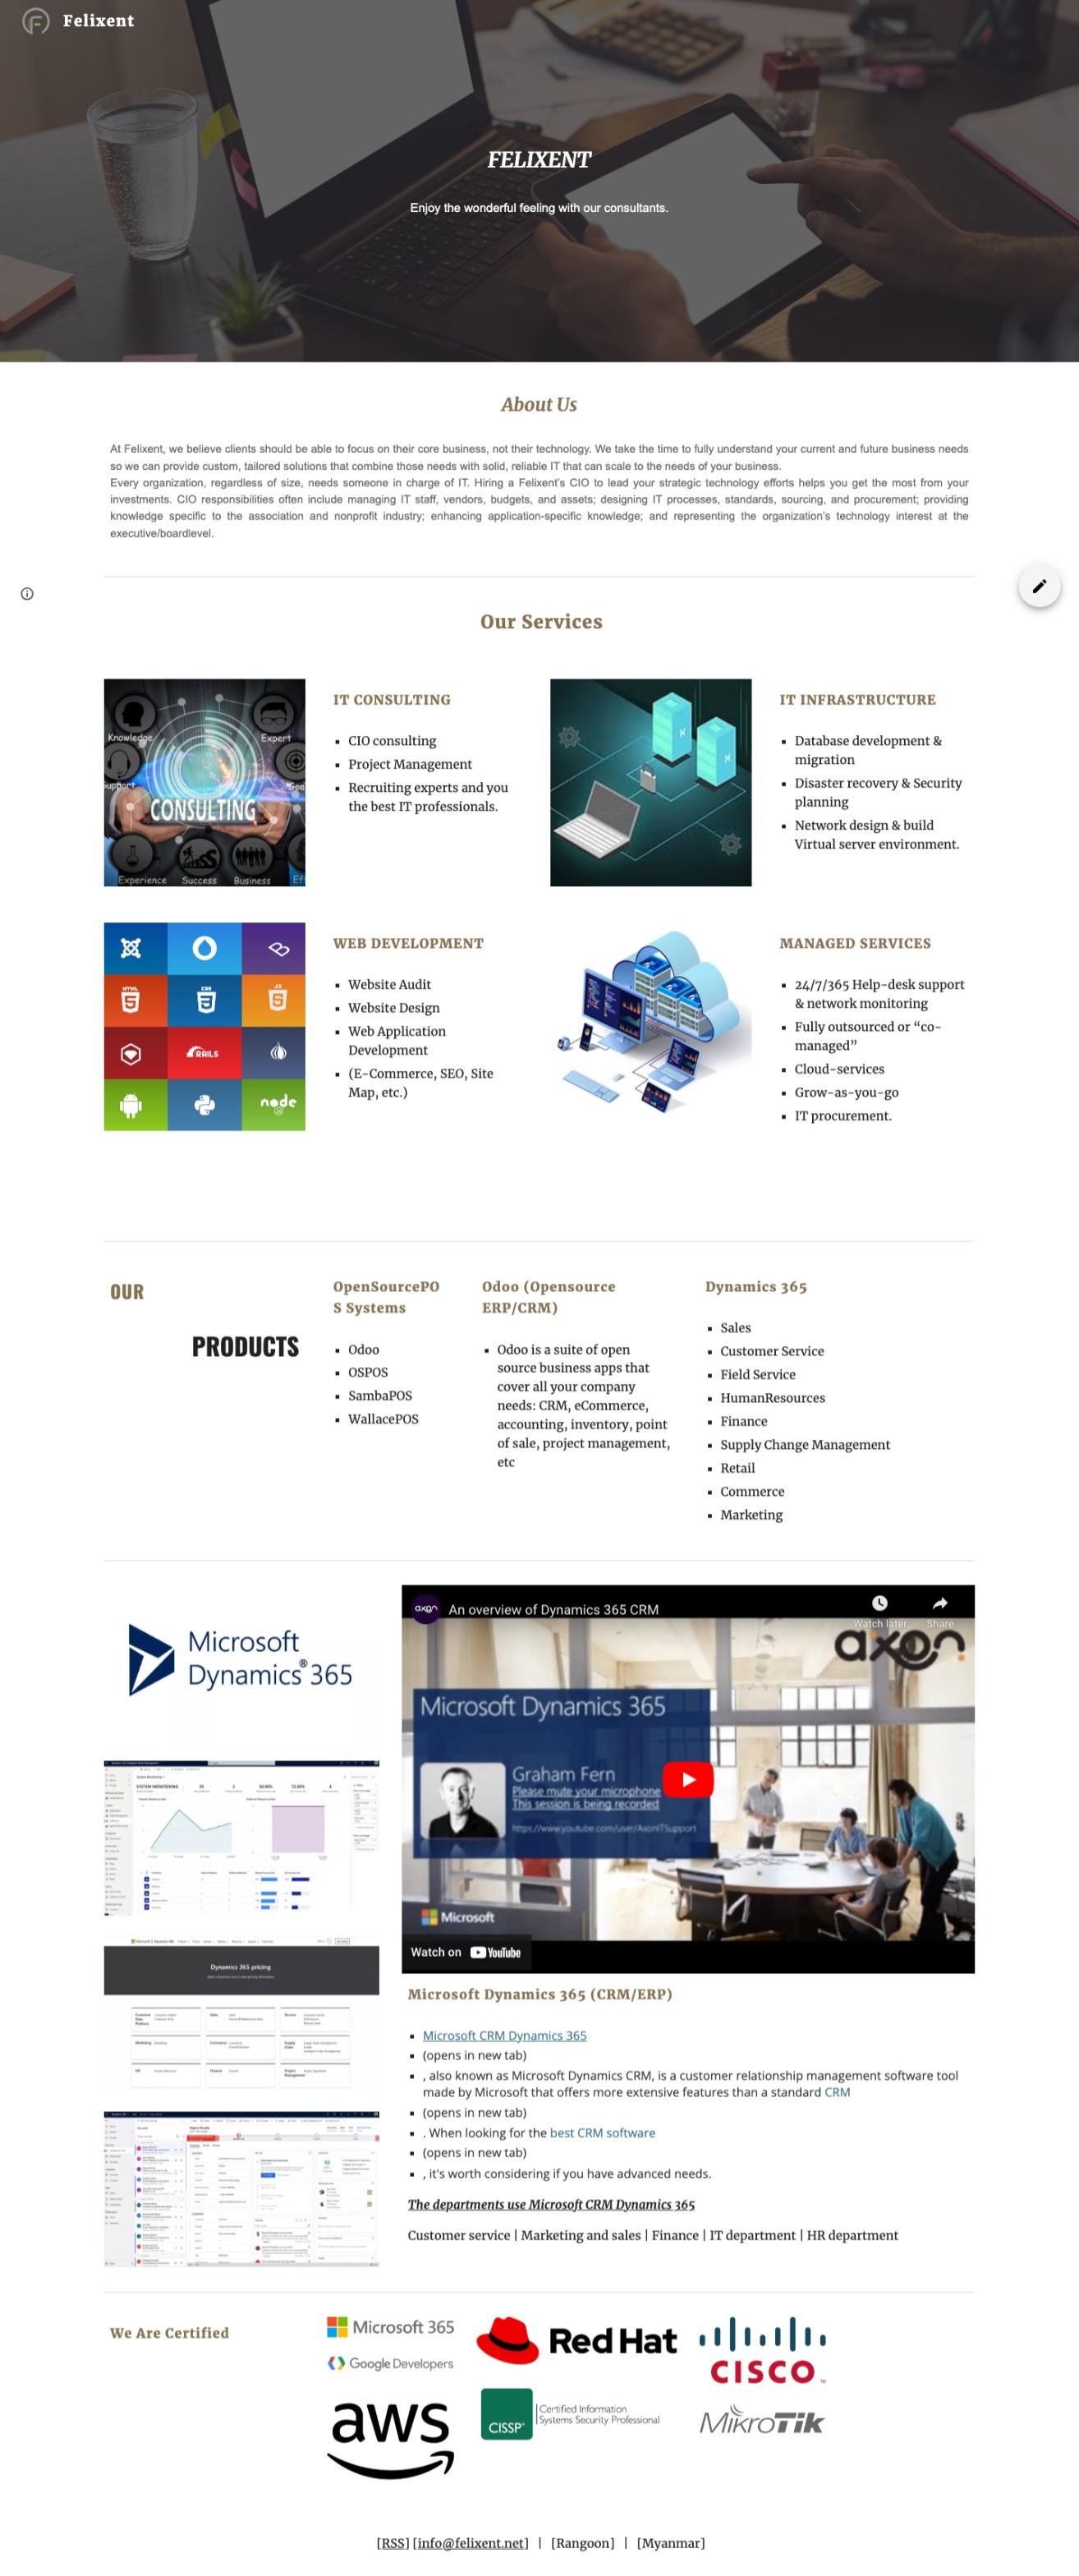 Felixent
FELIXENT
Enjoy the wonderful feeling with our consultants.
About Us
At Felixent, we believe clients should be able to focus on their core business, not their technology. We take the time to fully understand your current and future business needs
so we can provide custom, tailored solutions that combine those needs with solid, reliable IT that can scale to the needs of your business.
Every organization, regardless of size, needs someone in charge of IT. Hiring a Felixent's CIO to lead your strategic technology efforts helps you get the most from your
investments. CIO responsibilities often include managing IT staff, vendors, budgets, and assets; designing IT processes, standards, sourcing, and procurement; providing
knowledge specific to the association and nonprofit industry; enhancing application-specific knowledge; and representing the organization's technology interest at the
executive/boardlevel.
Our Services
Knowledge
Expert
CONSULTING
Experience Success Business
IT CONSULTING
CIO consulting
Project Management
Recruiting experts and you
the best IT professionals.
IT INFRASTRUCTURE
Database development &
migration
Disaster recovery & Security
planning
Network design & build
Virtual server environment.
HTML
CSS
JS
RAILS
node
WEB DEVELOPMENT
Website Audit
Website Design
Web Application
Development
(E-Commerce, SEO, Site
Map, etc.)
MANAGED SERVICES
24/7/365 Help-desk support
& network monitoring
Fully outsourced or “co-
managed”
Cloud-services
Grow-as-you-go
IT procurement.
OUR
PRODUCTS
OpenSourcePO
S Systems
Odoo
OSPOS
SambaPOS
WallacePOS
Odoo (Opensource
ERP/CRM)
Odoo is a suite of open
source business apps that
cover all your company
needs: CRM, eCommerce,
accounting, inventory, point
of sale, project management,
etc
Dynamics 365
Sales
Customer Service
Field Service
HumanResources
Finance
Supply Change Management
Retail
Commerce
Marketing
Microsoft
Dynamics® 365
SYSTEM MONITORING
Dynamics 365 pricing
axon An overview of Dynamics 365 CRM
Watch later Share
axon
Microsoft Dynamics 365
Graham Fern
Please mute your microphone
This session is being recorded
https://www.youtube.com/user/AxonITSupport
Microsoft
Watch on YouTube
Microsoft Dynamics 365 (CRM/ERP)
Microsoft CRM Dynamics 365
(opens in new tab)
, also known as Microsoft Dynamics CRM, is a customer relationship management software tool
made by Microsoft that offers more extensive features than a standard CRM
(opens in new tab)
. When looking for the best CRM software
(opens in new tab)
, it's worth considering if you have advanced needs.
The departments use Microsoft CRM Dynamics 365
Customer service | Marketing and sales | Finance | IT department | HR department
We Are Certified
Microsoft 365
Google Developers
aws
Red Hat
CISSP® Certified Information
Systems Security Professional
CISCO
MikroTik
[RSS] [info@felixent.net] | [Rangoon] | [Myanmar]